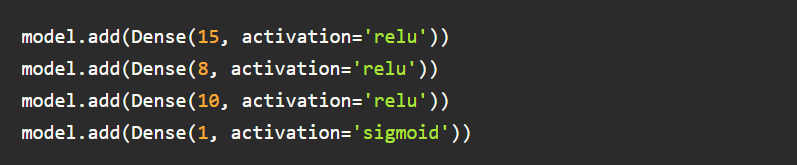 model.add(Dense(15, activation='relu'))
model.add(Dense(8, activation='relu'))
model.add(Dense(10, activation='relu'))
model.add(Dense(1, activation='sigmoid'))